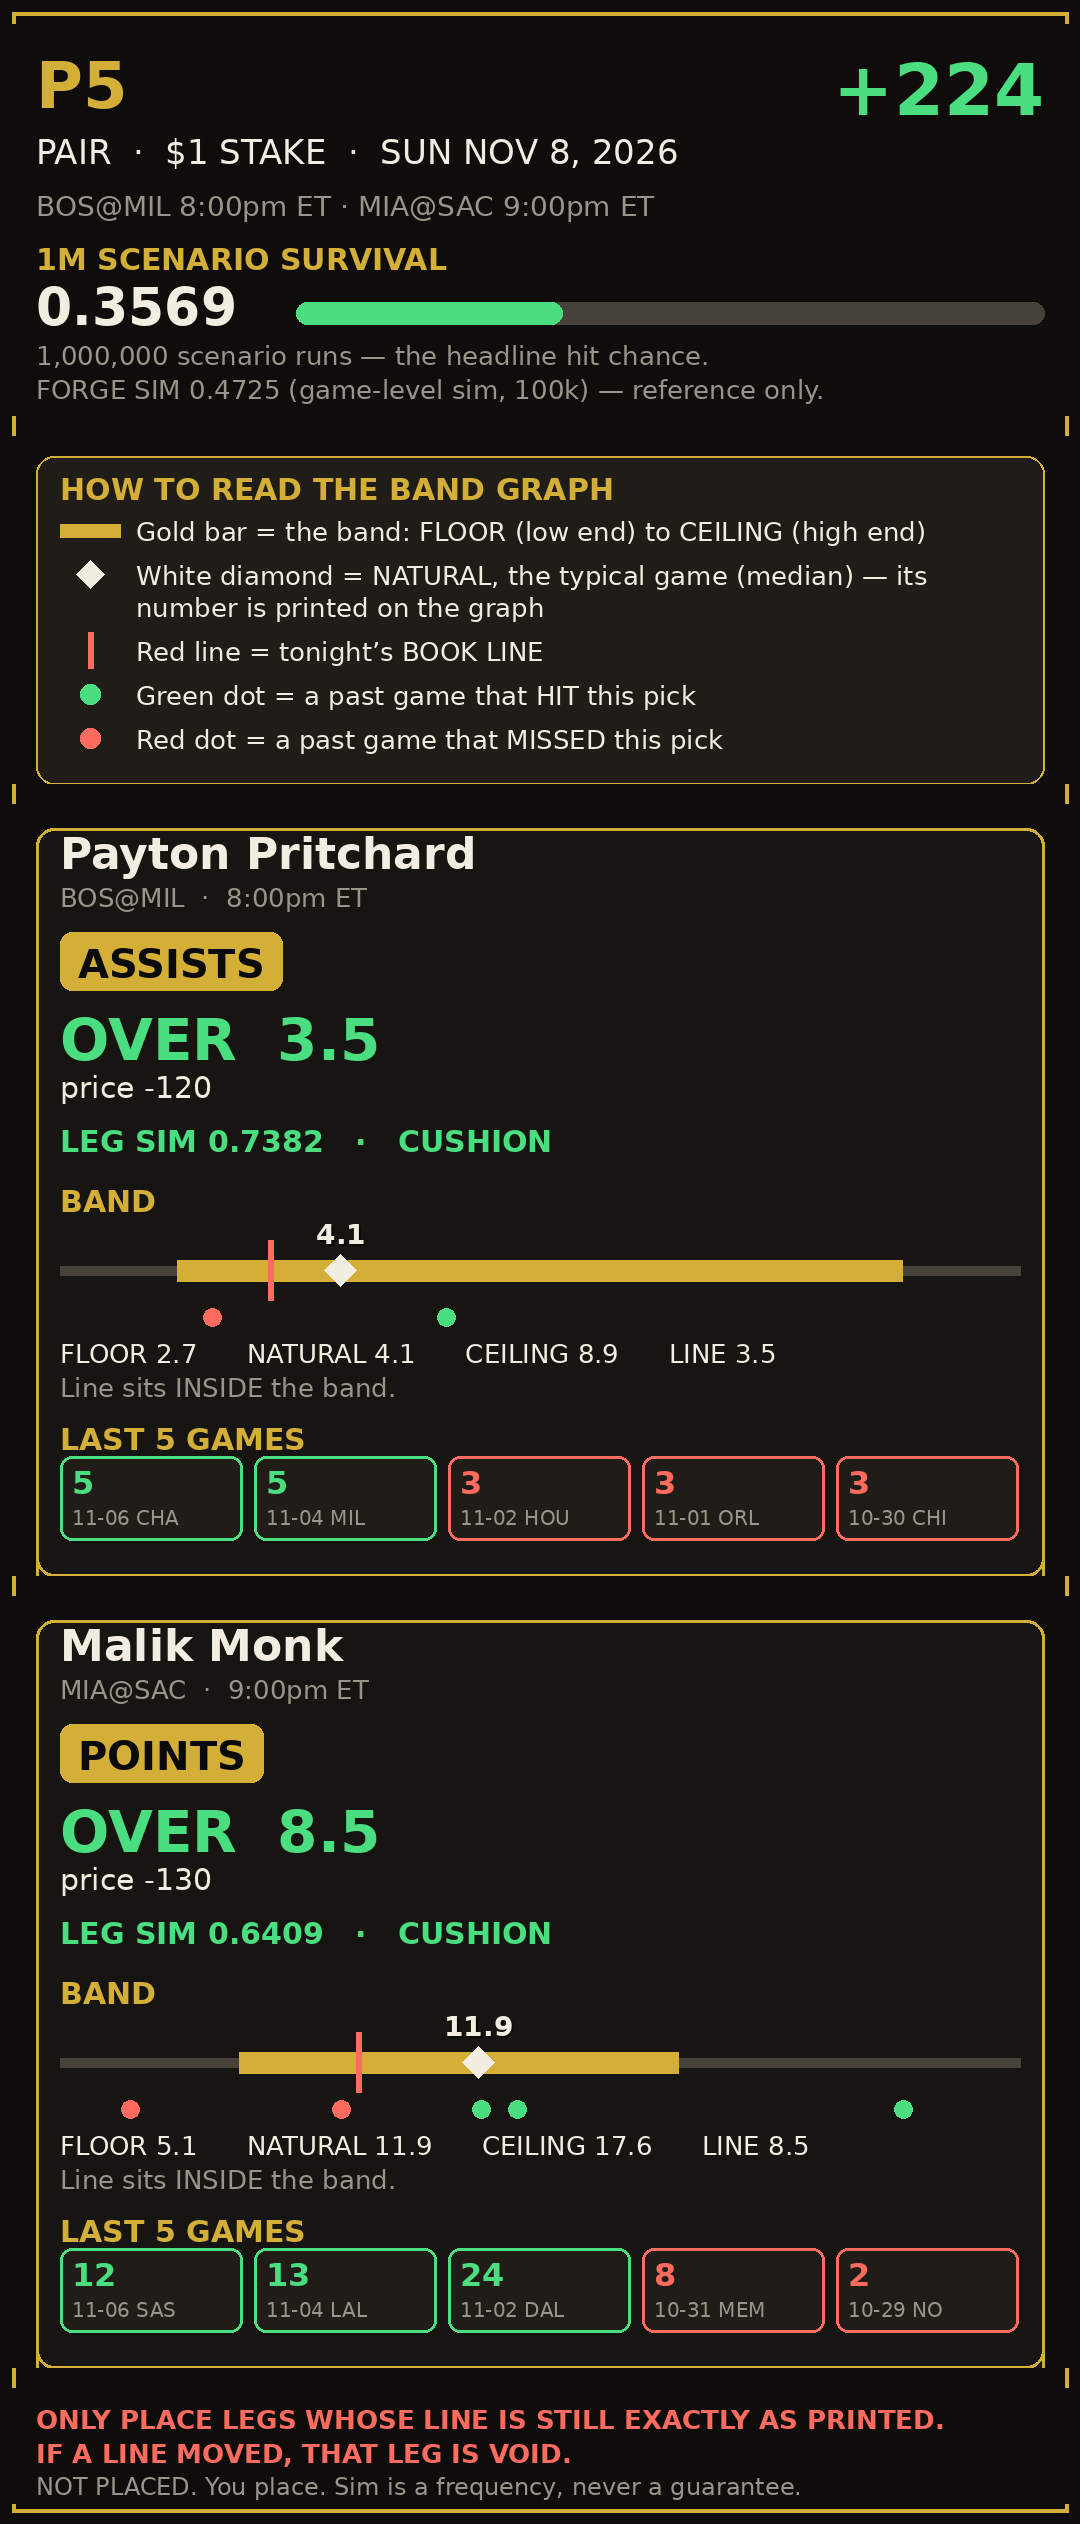 P5
+224
PAIR · $1 STAKE · SUN NOV 8, 2026
BOS@MIL 8:00pm ET · MIA@SAC 9:00pm ET
1M SCENARIO SURVIVAL
0.3569
1,000,000 scenario runs — the headline hit chance.
FORGE SIM 0.4725 (game-level sim, 100k) — reference only.
HOW TO READ THE BAND GRAPH
Gold bar = the band: FLOOR (low end) to CEILING (high end)
White diamond = NATURAL, the typical game (median) — its
number is printed on the graph
Red line = tonight’s BOOK LINE
Green dot = a past game that HIT this pick
Red dot = a past game that MISSED this pick
Payton Pritchard
BOS@MIL · 8:00pm ET
ASSISTS
OVER 3.5
price -120
LEG SIM 0.7382 · CUSHION
BAND
4.1
FLOOR 2.7 NATURAL 4.1 CEILING 8.9 LINE 3.5
Line sits INSIDE the band.
LAST 5 GAMES
5 5 3 3 3
11-06 CHA 11-04 MIL 11-02 HOU 11-01 ORL 10-30 CHI
Malik Monk
MIA@SAC · 9:00pm ET
POINTS
OVER 8.5
price -130
LEG SIM 0.6409 · CUSHION
BAND
11.9
FLOOR 5.1 NATURAL 11.9 CEILING 17.6 LINE 8.5
Line sits INSIDE the band.
LAST 5 GAMES
12 13 24 8 2
11-06 SAS 11-04 LAL 11-02 DAL 10-31 MEM 10-29 NO
ONLY PLACE LEGS WHOSE LINE IS STILL EXACTLY AS PRINTED.
IF A LINE MOVED, THAT LEG IS VOID.
NOT PLACED. You place. Sim is a frequency, never a guarantee.